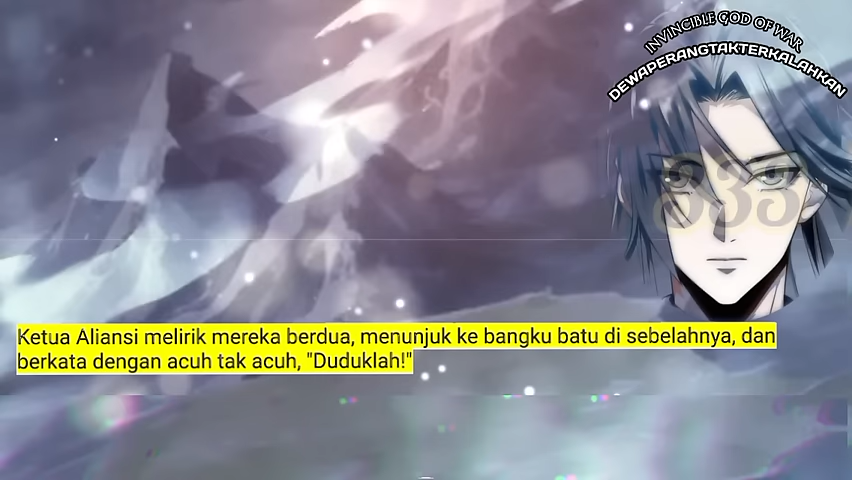 INVINCIBLE GOD OF WAR
DEWAPERANGTAKTERKALAHKAN
333
Ketua Aliansi melirik mereka berdua, menunjuk ke bangku batu di sebelahnya, dan
berkata dengan acuh tak acuh, "Duduklah!"